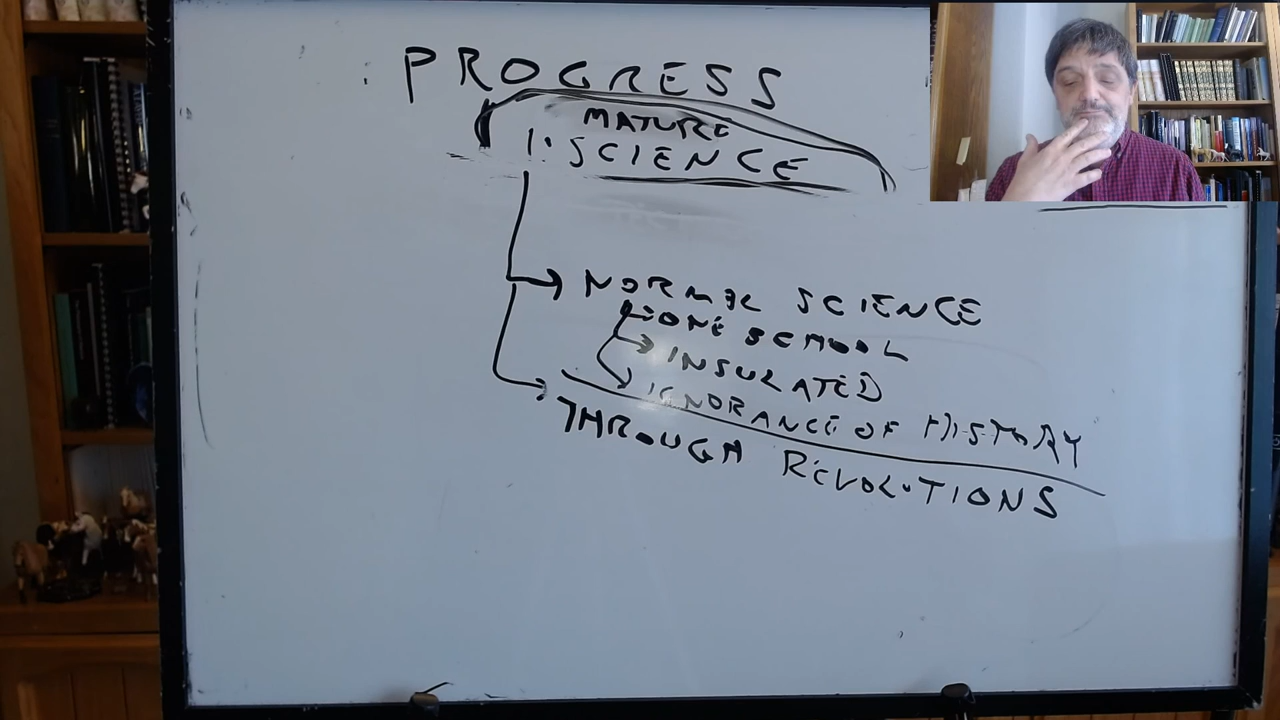 PROGRESS
MATURE
1. SCIENCE
NORMAL SCIENCE
ONE SCHOOL
INSULATED
IGNORANCE OF HISTORY
THROUGH REVOLUTIONS